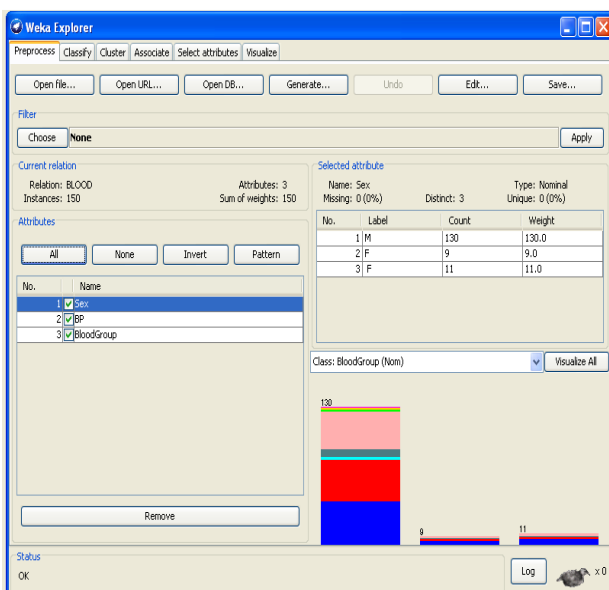 Weka Explorer
Preprocess Classify Cluster Associate Select attributes Visualize
Open file... Open URL... Open DB... Generate... Undo Edit... Save...
Filter
Choose None Apply
Current relation
Relation: BLOOD Attributes: 3
Instances: 150 Sum of weights: 150
Selected attribute
Name: Sex Type: Nominal
Missing: 0 (0%) Distinct: 3 Unique: 0 (0%)
Attributes
All None Invert Pattern
No. Name
1 Sex
2 BP
3 BloodGroup
Remove
No. Label Count Weight
1 M 130 130.0
2 F 9 9.0
3 F 11 11.0
Class: BloodGroup (Nom) Visualize All
130
9
11
Status
OK
Log x 0